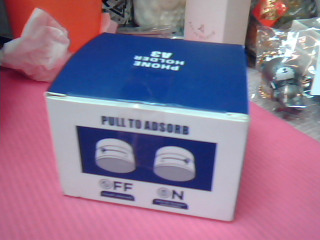 PHONE
HOLDER
A3
PULL TO ADSORB
OFF
ON